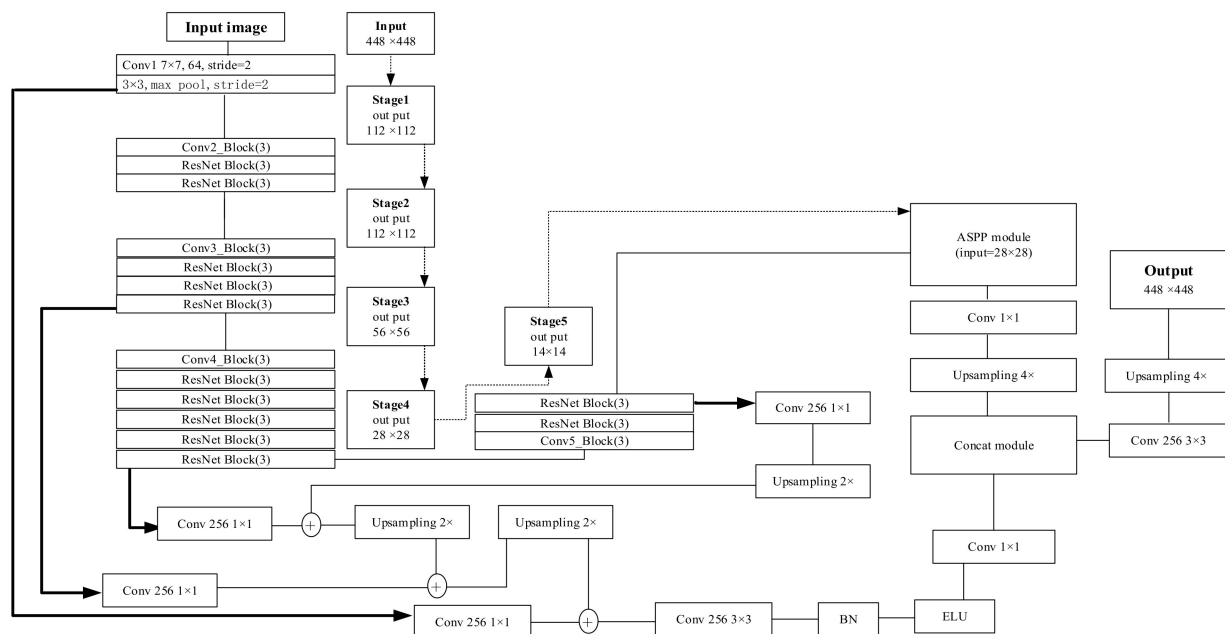 Input image
Conv1 7×7, 64, stride=2
3×3,max pool,stride=2
Conv2_Block(3)
ResNet Block(3)
ResNet Block(3)
Conv3_Block(3)
ResNet Block(3)
ResNet Block(3)
ResNet Block(3)
Conv4_Block(3)
ResNet Block(3)
ResNet Block(3)
ResNet Block(3)
ResNet Block(3)
ResNet Block(3)
Input
448 ×448
Stage1
out put
112 ×112
Stage2
out put
112 ×112
Stage3
out put
56 ×56
Stage4
out put
28 ×28
Stage5
out put
14×14
ResNet Block(3)
ResNet Block(3)
Conv5_Block(3)
Conv 256 1×1
Upsampling 2×
Conv 256 1×1
+
Upsampling 2×
Upsampling 2×
Conv 256 1×1
+
Conv 256 1×1
+
Conv 256 3×3
BN
ELU
Conv 1×1
ASPP module
(input=28×28)
Conv 1×1
Upsampling 4×
Concat module
Output
448 ×448
Upsampling 4×
Conv 256 3×3